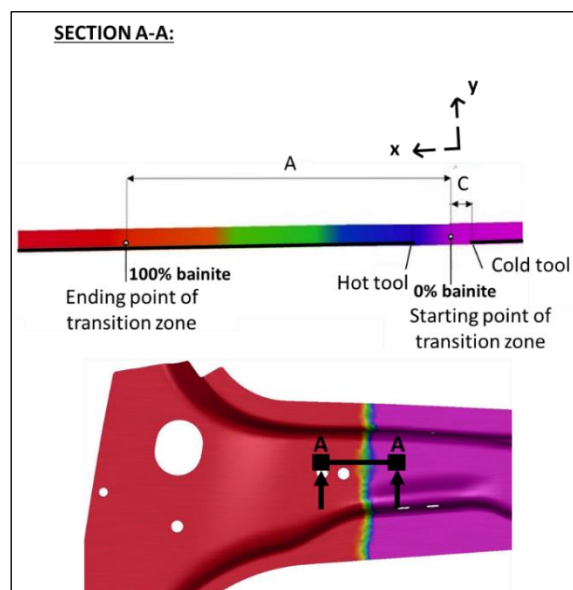 SECTION A-A:
y
x
A
C
100% bainite
Ending point of
transition zone
Hot tool
Cold tool
0% bainite
Starting point of
transition zone
A
A